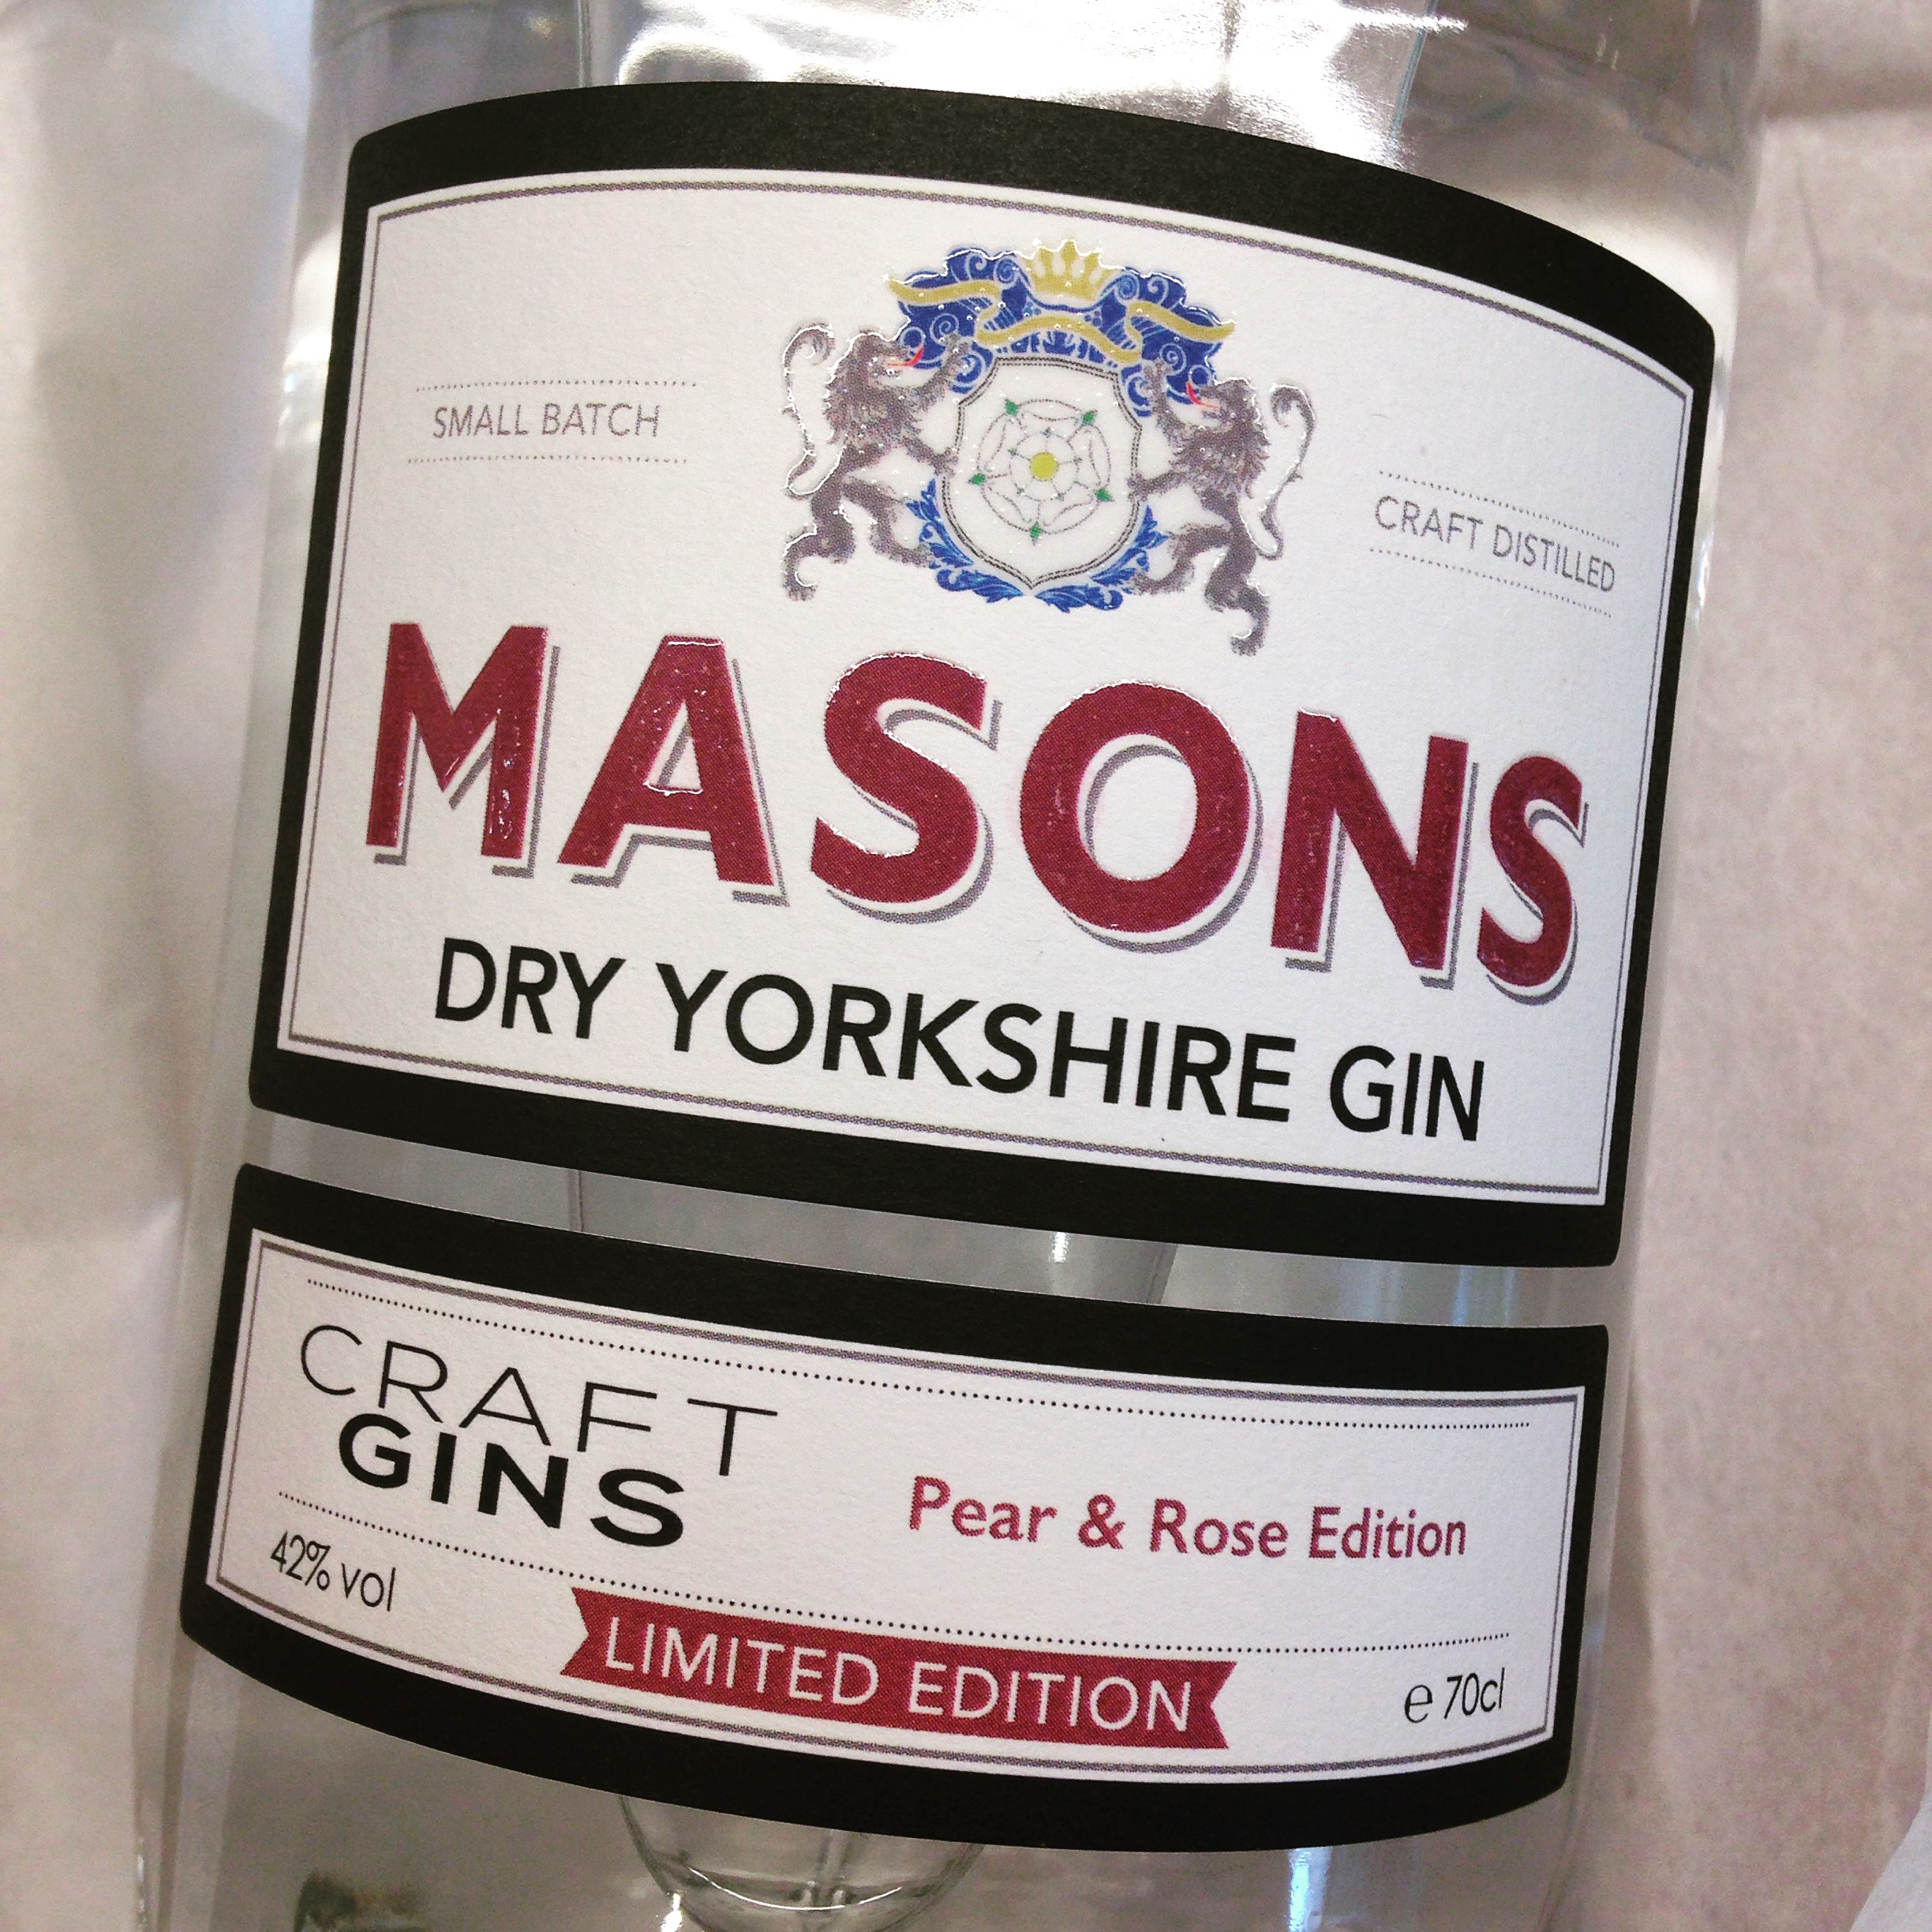 SMALL BATCH
CRAFT DISTILLED
MASONS
DRY YORKSHIRE GIN
CRAFT
GINS
Pear & Rose Edition
42% vol
LIMITED EDITION
e 70cl